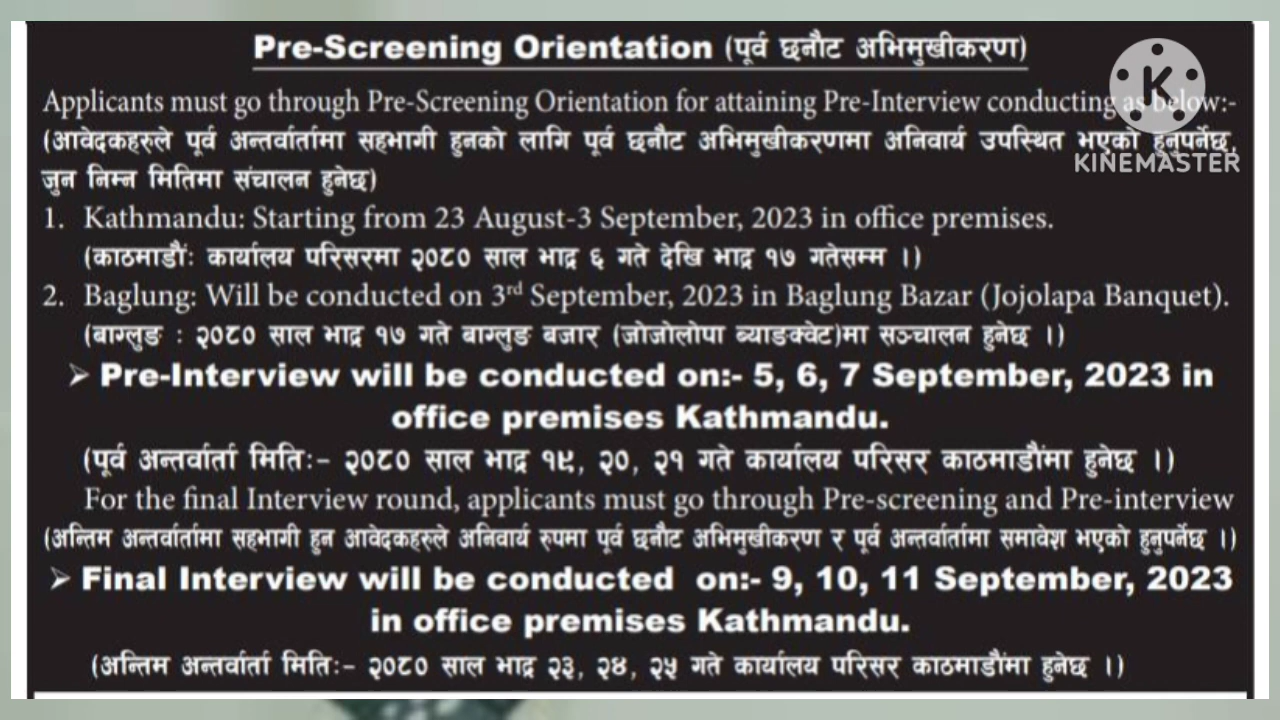 Pre-Screening Orientation (पूर्व छनौट अभिमुखीकरण)
Applicants must go through Pre-Screening Orientation for attaining Pre-Interview conducting as below:-
(आवेदकहरुले पूर्व अन्तर्वार्तामा सहभागी हुनको लागि पूर्व छनौट अभिमुखीकरणमा अनिवार्य उपस्थित भएको हुनुपर्नेछ,
जुन निम्न मितिमा संचालन हुनेछ)
K
KINEMASTER
1. Kathmandu: Starting from 23 August-3 September, 2023 in office premises.
(काठमाडौंः कार्यालय परिसरमा २०८० साल भाद्र ६ गते देखि भाद्र १७ गतेसम्म ।)
2. Baglung: Will be conducted on 3rd September, 2023 in Baglung Bazar (Jojolapa Banquet).
(बाग्लुङ : २०८० साल भाद्र १७ गते बाग्लुङ बजार (जोजोलोपा ब्याङक्वेट)मा सञ्चालन हुनेछ ।)
➢ Pre-Interview will be conducted on:- 5, 6, 7 September, 2023 in
office premises Kathmandu.
(पूर्व अन्तर्वार्ता मितिः- २०८० साल भाद्र १९, २०, २१ गते कार्यालय परिसर काठमाडौंमा हुनेछ ।)
For the final Interview round, applicants must go through Pre-screening and Pre-interview
(अन्तिम अन्तर्वार्तामा सहभागी हुन आवेदकहरुले अनिवार्य रुपमा पूर्व छनौट अभिमुखीकरण र पूर्व अन्तर्वार्तामा समावेश भएको हुनुपर्नेछ ।)
➢ Final Interview will be conducted on:- 9, 10, 11 September, 2023
in office premises Kathmandu.
(अन्तिम अन्तर्वार्ता मितिः- २०८० साल भाद्र २३, २४, २५ गते कार्यालय परिसर काठमाडौंमा हुनेछ ।)